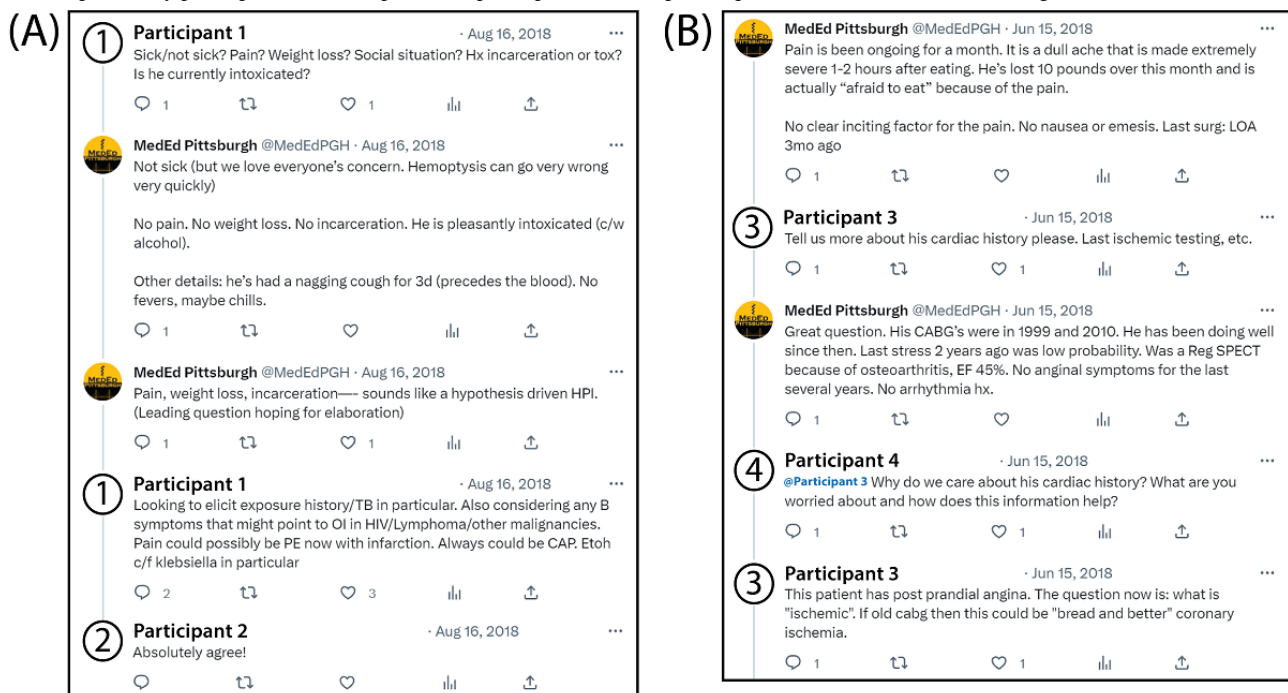 (A)
1 Participant 1 · Aug 16, 2018 ···
Sick/not sick? Pain? Weight loss? Social situation? Hx incarceration or tox?
Is he currently intoxicated?
1 1
MedEd Pittsburgh @MedEdPGH · Aug 16, 2018 ···
Not sick (but we love everyone's concern. Hemoptysis can go very wrong
very quickly)
No pain. No weight loss. No incarceration. He is pleasantly intoxicated (c/w
alcohol).
Other details: he's had a nagging cough for 3d (precedes the blood). No
fevers, maybe chills.
1
MedEd Pittsburgh @MedEdPGH · Aug 16, 2018 ···
Pain, weight loss, incarceration—- sounds like a hypothesis driven HPI.
(Leading question hoping for elaboration)
1 1
1 Participant 1 · Aug 16, 2018 ···
Looking to elicit exposure history/TB in particular. Also considering any B
symptoms that might point to OI in HIV/Lymphoma/other malignancies.
Pain could possibly be PE now with infarction. Always could be CAP. Etoh
c/f klebsiella in particular
2 3
2 Participant 2 · Aug 16, 2018 ···
Absolutely agree!
(B)
MedEd Pittsburgh @MedEdPGH · Jun 15, 2018 ···
Pain is been ongoing for a month. It is a dull ache that is made extremely
severe 1-2 hours after eating. He's lost 10 pounds over this month and is
actually "afraid to eat" because of the pain.
No clear inciting factor for the pain. No nausea or emesis. Last surg: LOA
3mo ago
1
3 Participant 3 · Jun 15, 2018 ···
Tell us more about his cardiac history please. Last ischemic testing, etc.
1 1
MedEd Pittsburgh @MedEdPGH · Jun 15, 2018 ···
Great question. His CABG's were in 1999 and 2010. He has been doing well
since then. Last stress 2 years ago was low probability. Was a Reg SPECT
because of osteoarthritis, EF 45%. No anginal symptoms for the last
several years. No arrhythmia hx.
1
4 Participant 4 · Jun 15, 2018 ···
@Participant 3 Why do we care about his cardiac history? What are you
worried about and how does this information help?
1 1
3 Participant 3 · Jun 15, 2018 ···
This patient has post prandial angina. The question now is: what is
"ischemic". If old cabg then this could be "bread and better" coronary
ischemia.
1 1